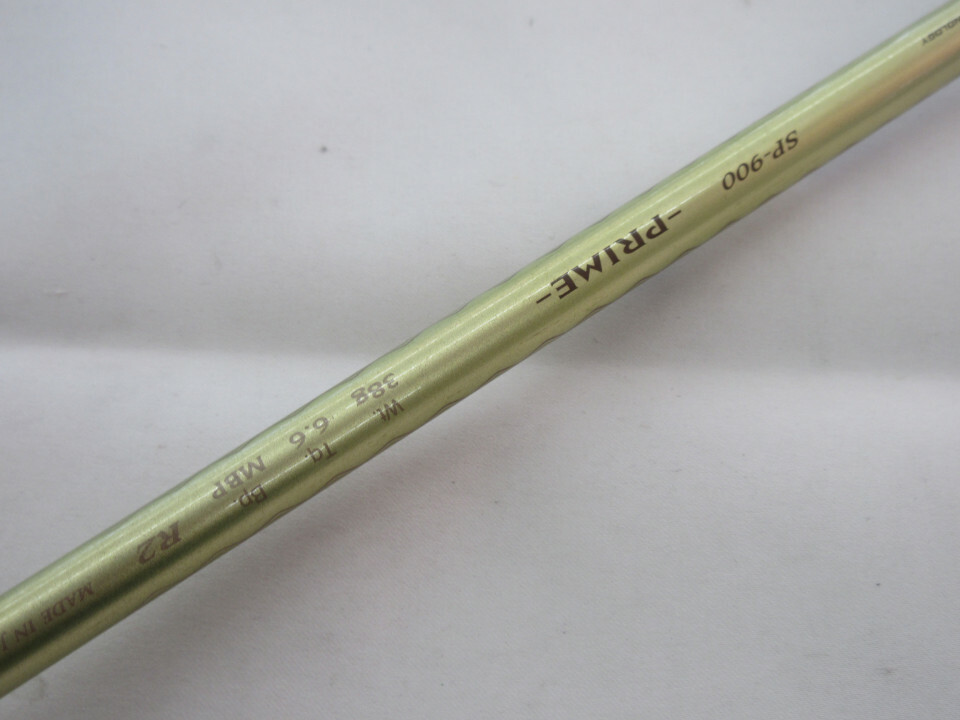 SP-900
-PRIME-
Wt. 38g
Tq. 6.6
Bp. MBP
R2
MADE IN